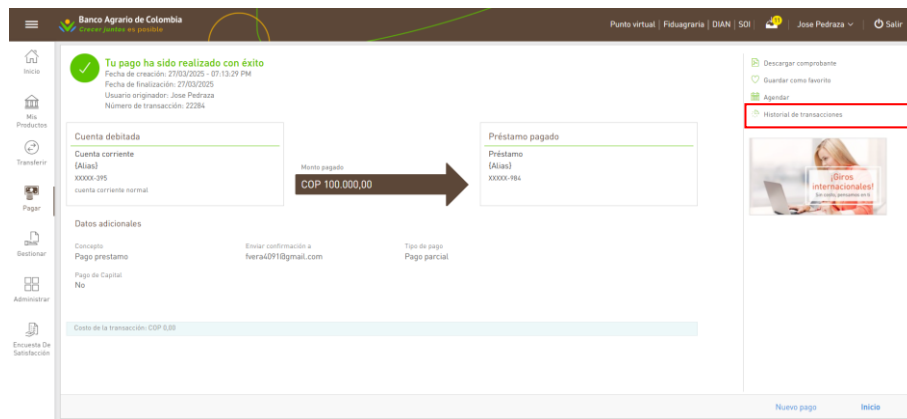 Banco Agrario de Colombia
Crecer juntos es posible
Punto virtual | Fiduagraria | DIAN | SOI | Jose Pedraza | Salir
Inicio
Mis
Productos
Transferir
Pagar
Gestionar
Administrar
Encuesta De
Satisfacción
Tu pago ha sido realizado con éxito
Fecha de creación: 27/03/2025 - 07:13:29 PM
Fecha de finalización: 27/03/2025
Usuario originador: Jose Pedraza
Número de transacción: 22284
Cuenta debitada
Cuenta corriente
{Alias}
XXXXX-395
cuenta corriente normal
Monto pagado
COP 100.000,00
Préstamo pagado
Préstamo
{Alias}
XXXXX-984
Datos adicionales
Concepto
Pago prestamo
Enviar confirmación a
fvera4091@gmail.com
Tipo de pago
Pago parcial
Pago de Capital
No
Costo de la transacción: COP 0,00
Descargar comprobante
Guardar como favorito
Agendar
Historial de transacciones
¡Giros
internacionales!
Nuevo pago
Inicio